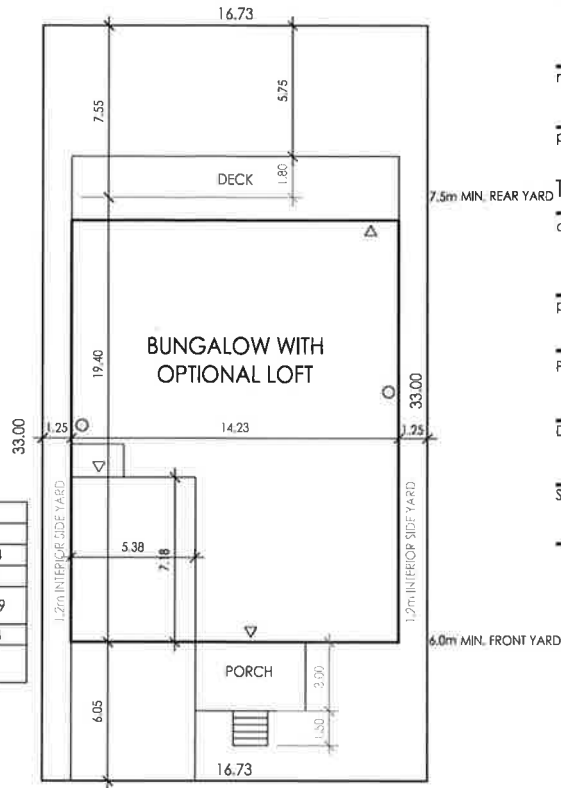 16.73
7.55
5.75
DECK
1.80
7.5m MIN. REAR YARD
BUNGALOW WITH
OPTIONAL LOFT
19.40
33.00
33.00
1.25
14.23
1.25
1.2m INTERIOR SIDE YARD
5.38
7.18
1.2m INTERIOR SIDE YARD
6.0m MIN. FRONT YARD
PORCH
3.00
6.05
1.50
16.73